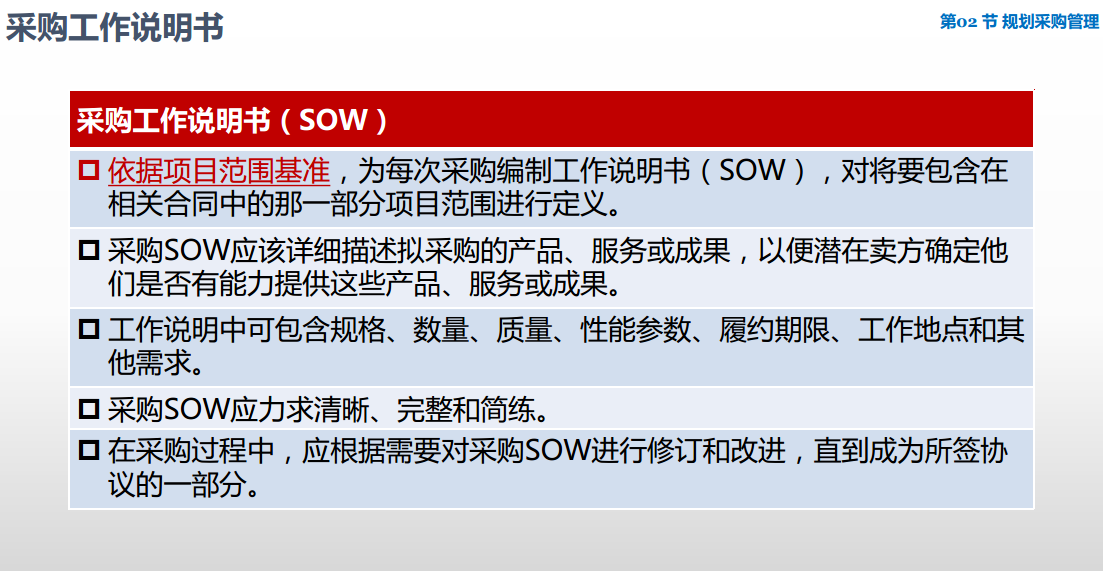 采购工作说明书
第02 节 规划采购管理
采购工作说明书（SOW）
依据项目范围基准，为每次采购编制工作说明书（SOW），对将要包含在
相关合同中的那一部分项目范围进行定义。
采购SOW应该详细描述拟采购的产品、服务或成果，以便潜在卖方确定他
们是否有能力提供这些产品、服务或成果。
工作说明中可包含规格、数量、质量、性能参数、履约期限、工作地点和其
他需求。
采购SOW应力求清晰、完整和简练。
在采购过程中，应根据需要对采购SOW进行修订和改进，直到成为所签协
议的一部分。